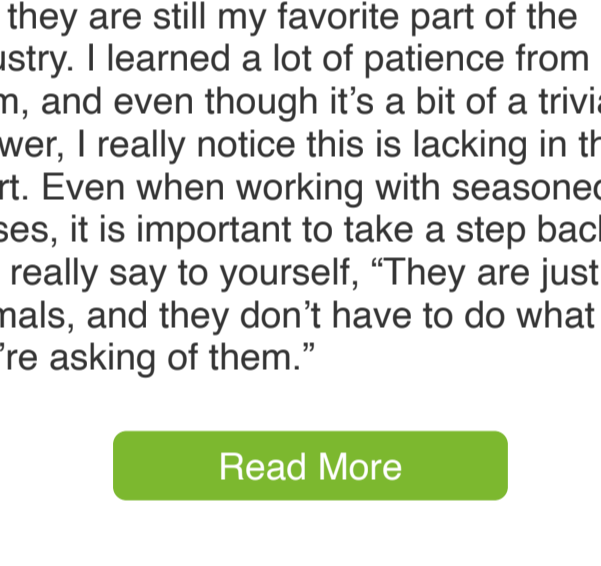 they are still my favorite part of the
ustry. I learned a lot of patience from
m, and even though it’s a bit of a trivia
wer, I really notice this is lacking in th
rt. Even when working with seasoned
ses, it is important to take a step back
really say to yourself, “They are just
mals, and they don’t have to do what
’re asking of them.”
Read More